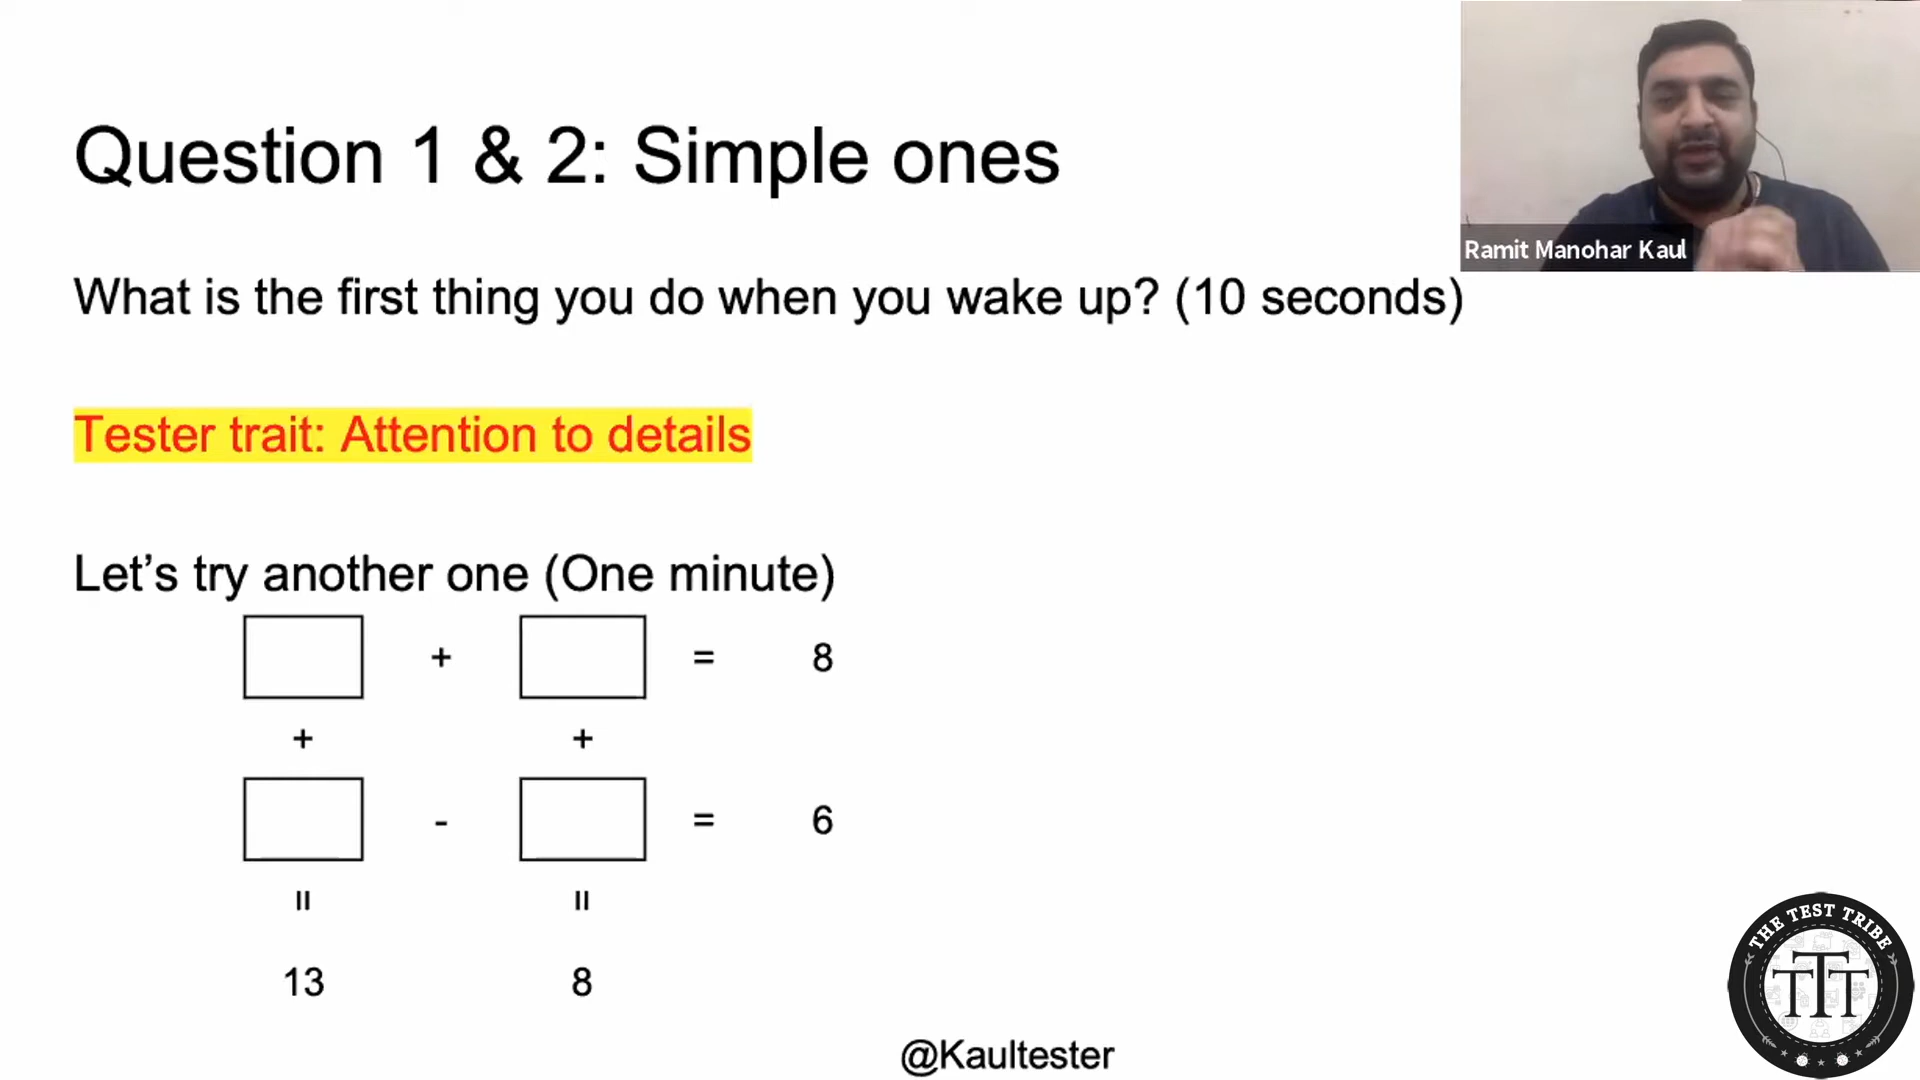 Question 1 & 2: Simple ones
Ramit Manohar Kaul
What is the first thing you do when you wake up? (10 seconds)
Tester trait: Attention to details
Let’s try another one (One minute)
+ = 8
+ +
- = 6
= =
13 8
@Kaultester
THE TEST TRIBE
TTT